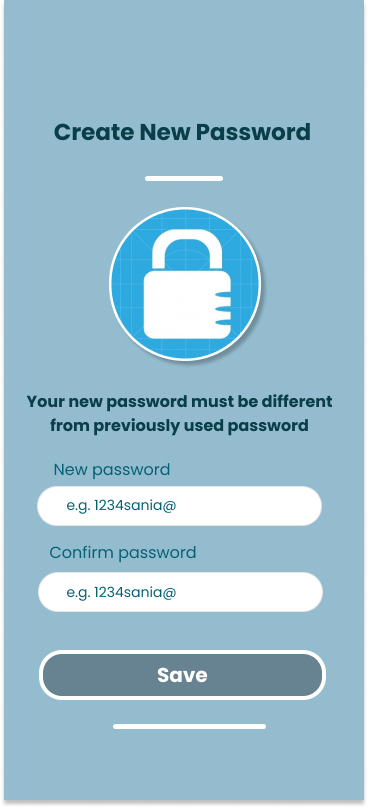 Create New Password
Your new password must be different
from previously used password
New password
e.g. 1234sania@
Confirm password
e.g. 1234sania@
Save